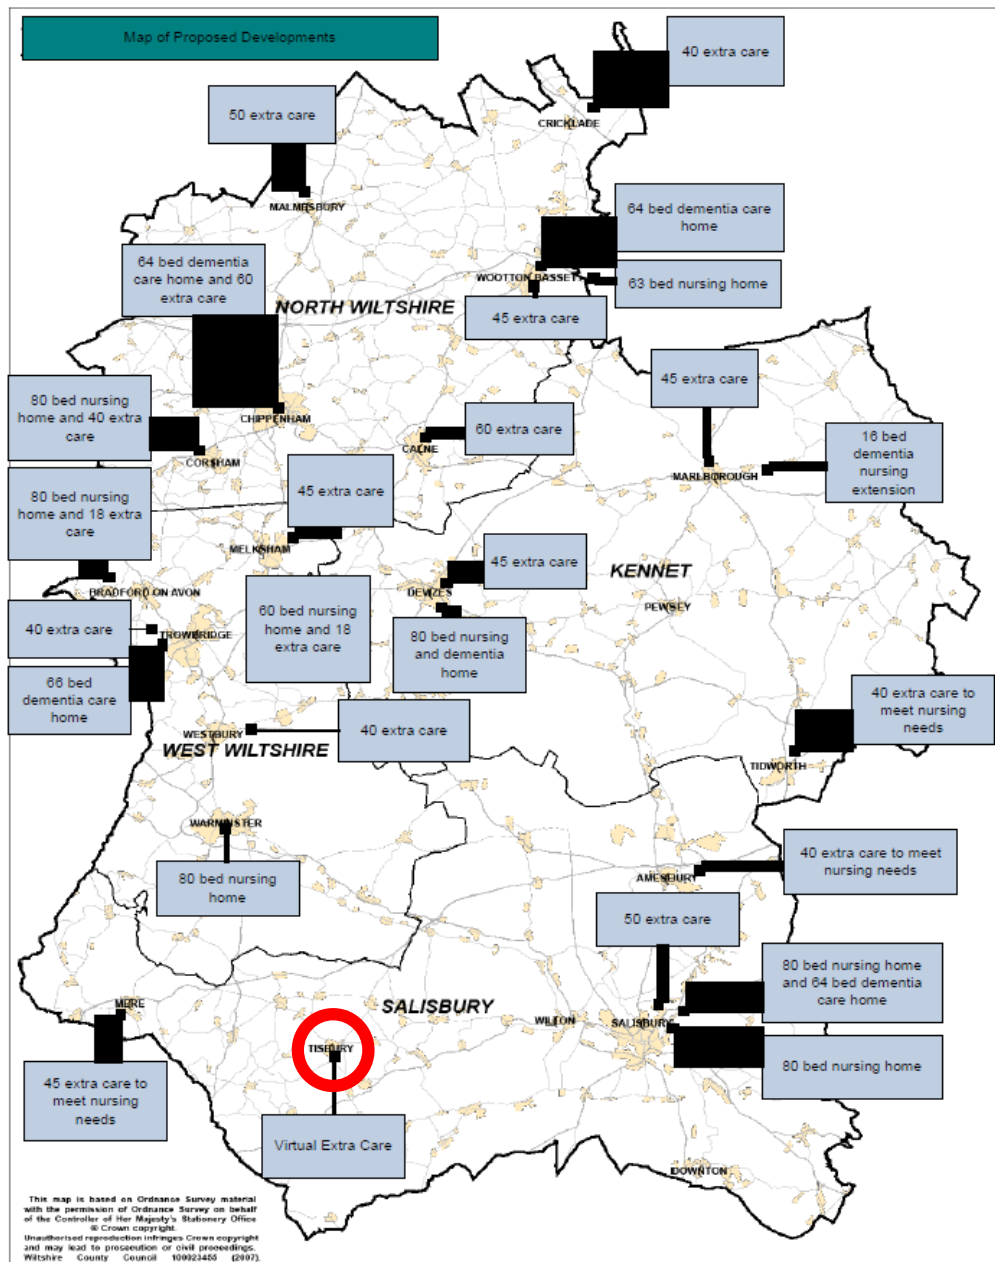 Map of Proposed Developments
40 extra care
50 extra care
CRICKLADE
MALMESBURY
64 bed dementia care
home
64 bed dementia
care home and 60
extra care
WOOTTON BASSETT
63 bed nursing home
NORTH WILTSHIRE
45 extra care
45 extra care
80 bed nursing
home and 40 extra
care
CHIPPENHAM
60 extra care
CALNE
16 bed
dementia
nursing
extension
CORSHAM
MARLBOROUGH
80 bed nursing
home and 18 extra
care
45 extra care
MELKSHAM
45 extra care
KENNET
BRADFORD ON AVON
DEVIZES
PEWSEY
60 bed nursing
home and 18
extra care
40 extra care
TROWBRIDGE
80 bed nursing
and dementia
home
66 bed
dementia care
home
40 extra care to
meet nursing
needs
WESTBURY
40 extra care
WEST WILTSHIRE
TIDWORTH
WARMINSTER
40 extra care to meet
nursing needs
80 bed nursing
home
AMESBURY
50 extra care
80 bed nursing home
and 64 bed dementia
care home
MERE
SALISBURY
WILTON
SALISBURY
TISBURY
80 bed nursing home
45 extra care to
meet nursing
needs
Virtual Extra Care
DOWNTON
This map is based on Ordnance Survey material
with the permission of Ordnance Survey on behalf
of the Controller of Her Majesty's Stationery Office
© Crown copyright.
Unauthorised reproduction infringes Crown copyright
and may lead to prosecution or civil proceedings.
Wiltshire County Council 100023455 (2007).